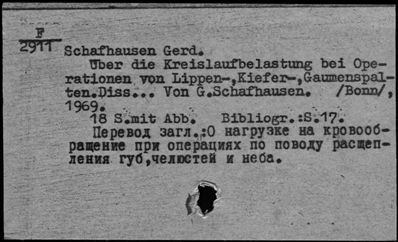 F
2911
Schafhausen Gerd.
Über die Kreislaufbelastung bei Ope-
rationen von Lippen-,Kiefer-,Gaumenspal-
ten.Diss... Von G.Schafhausen. /Bonn/,
1969.
18 S.mit Abb. Bibliogr.:S.17.
Перевод загл.:О нагрузке на кровооб-
ращение при операциях по поводу расщеп-
ления губ,челюстей и неба.